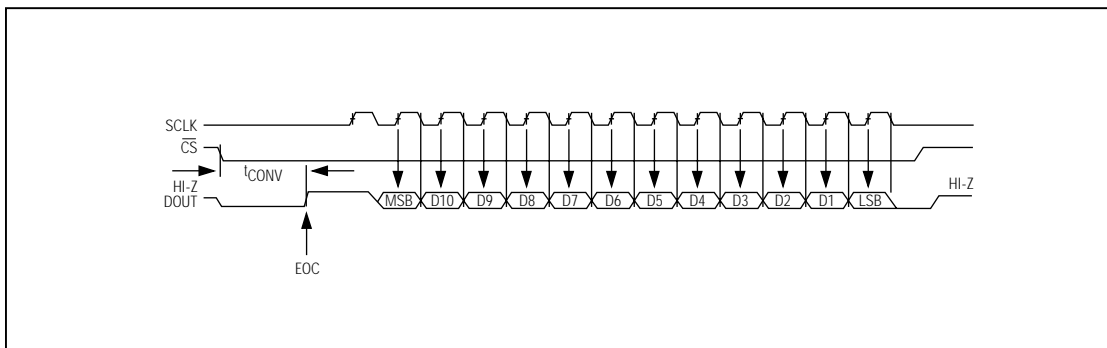 SCLK
CS
tCONV
HI-Z
DOUT
MSB D10 D9 D8 D7 D6 D5 D4 D3 D2 D1 LSB
HI-Z
EOC